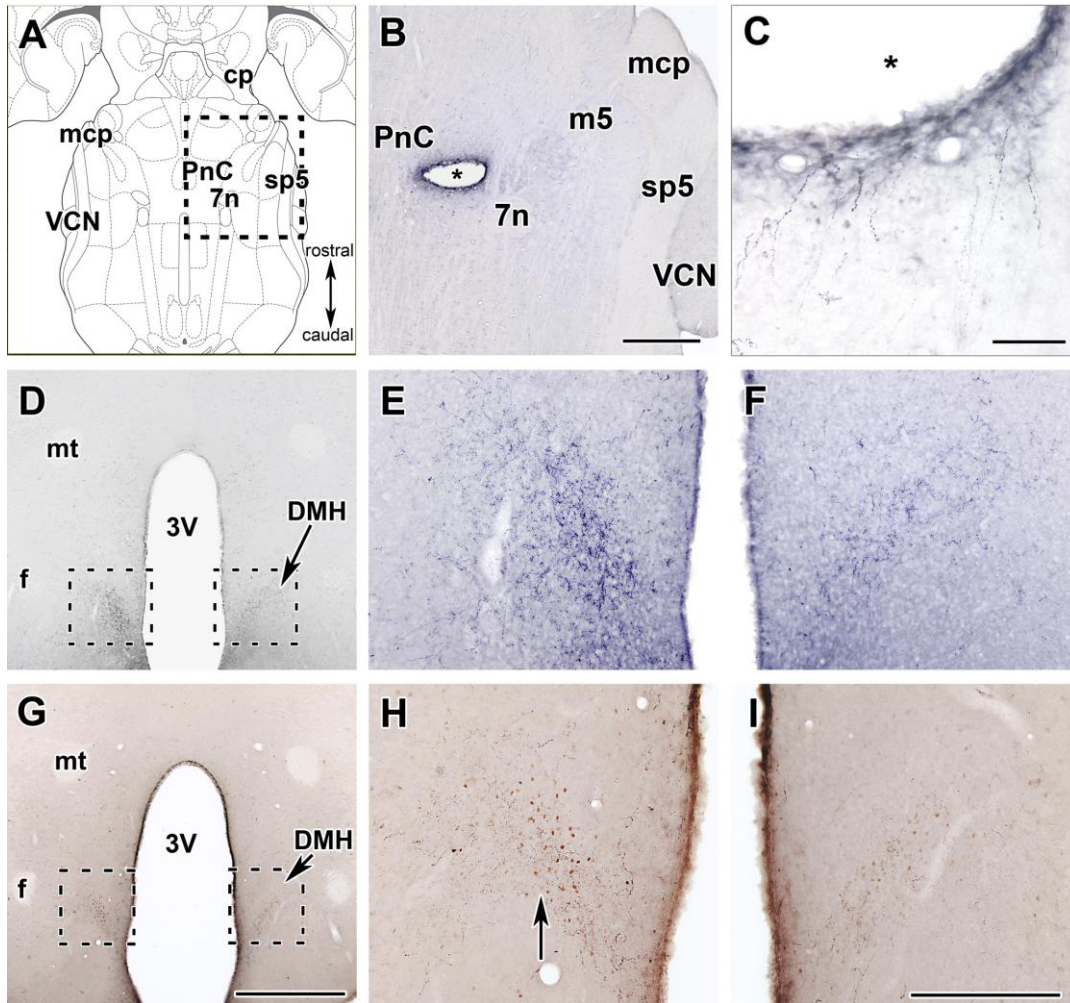 A
cp
mcp
PnC
7n
sp5
VCN
rostral
caudal
B
mcp
m5
PnC
*
sp5
7n
VCN
C
*
D
mt
3V
DMH
f
E
F
G
mt
3V
DMH
f
H
I